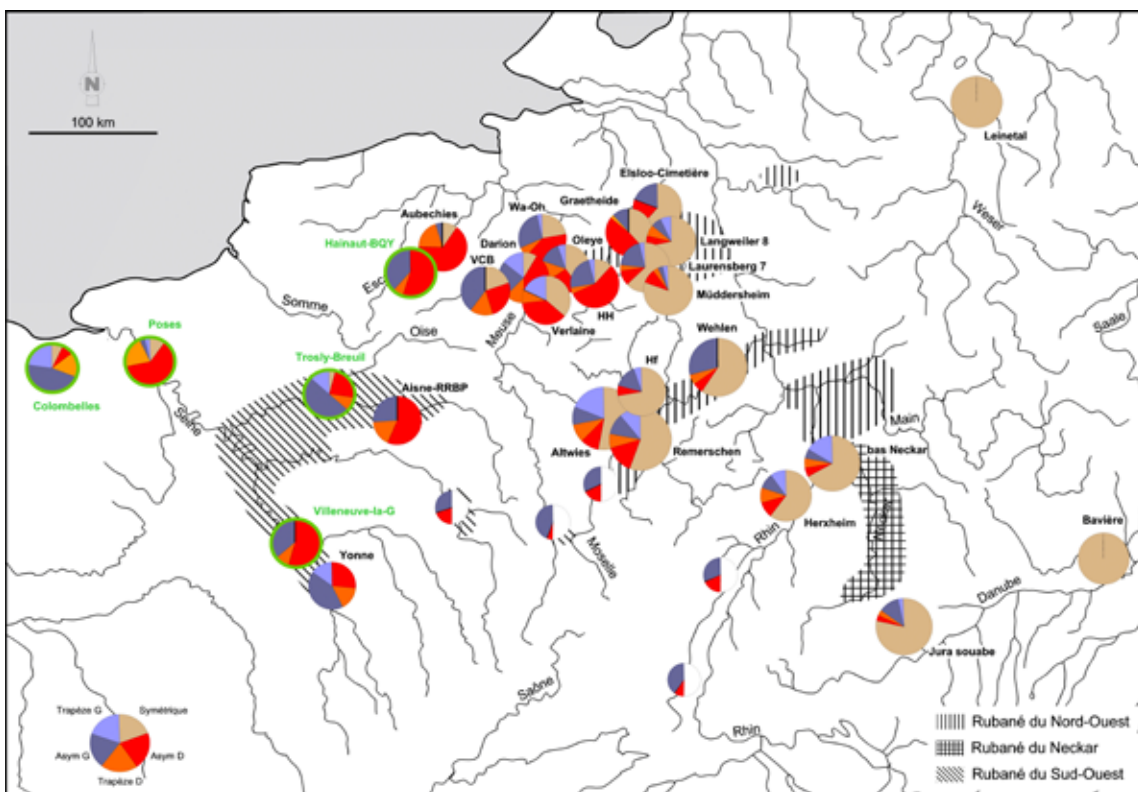 N
100 km
Leinetal
Weser
Elsloo-Cimetière
Graetheide
Wa-Oh
Aubechies
Langweiler 8
Hainaut-BQY
Darion
Oleye
VCB
Laurensberg 7
Esc
Müddersheim
HH
Somme
Verlaine
Meuse
Oise
Saale
Poses
Wehlen
Hf
Trosly-Breuil
Aisne-RRBP
Colombelles
Seine
Main
Altwies
Remerschen
bas Neckar
Herxheim
Rhin
Neckar
Villeneuve-la-G
Bavière
Yonne
Moselle
Danube
Jura souabe
Saône
Rhin
Trapèze G
Symétrique
Asym G
Asym D
Trapèze D
Rubané du Nord-Ouest
Rubané du Neckar
Rubané du Sud-Ouest